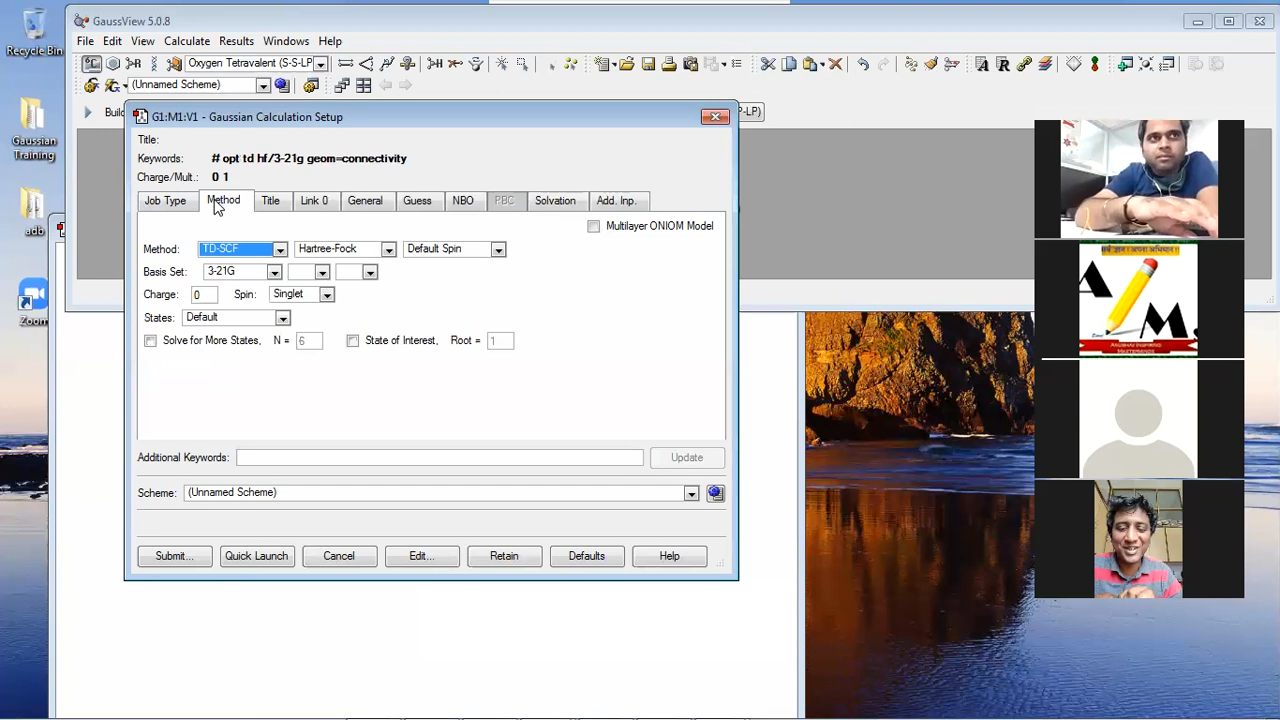 GaussView 5.0.8
File Edit View Calculate Results Windows Help
Oxygen Tetravalent (S-S-LP
(Unnamed Scheme)
Recycle Bin
Gaussian
Training
adb
Zoom
G1:M1:V1 - Gaussian Calculation Setup
Title:
Keywords: # opt td hf/3-21g geom=connectivity
Charge/Mult.: 0 1
Job Type Method Title Link 0 General Guess NBO PBC Solvation Add. Inp.
Multilayer ONIOM Model
Method: TD-SCF Hartree-Fock Default Spin
Basis Set: 3-21G
Charge: 0 Spin: Singlet
States: Default
Solve for More States, N = 6 State of Interest, Root = 1
Additional Keywords: Update
Scheme: (Unnamed Scheme)
Submit... Quick Launch Cancel Edit... Retain Defaults Help
A
M